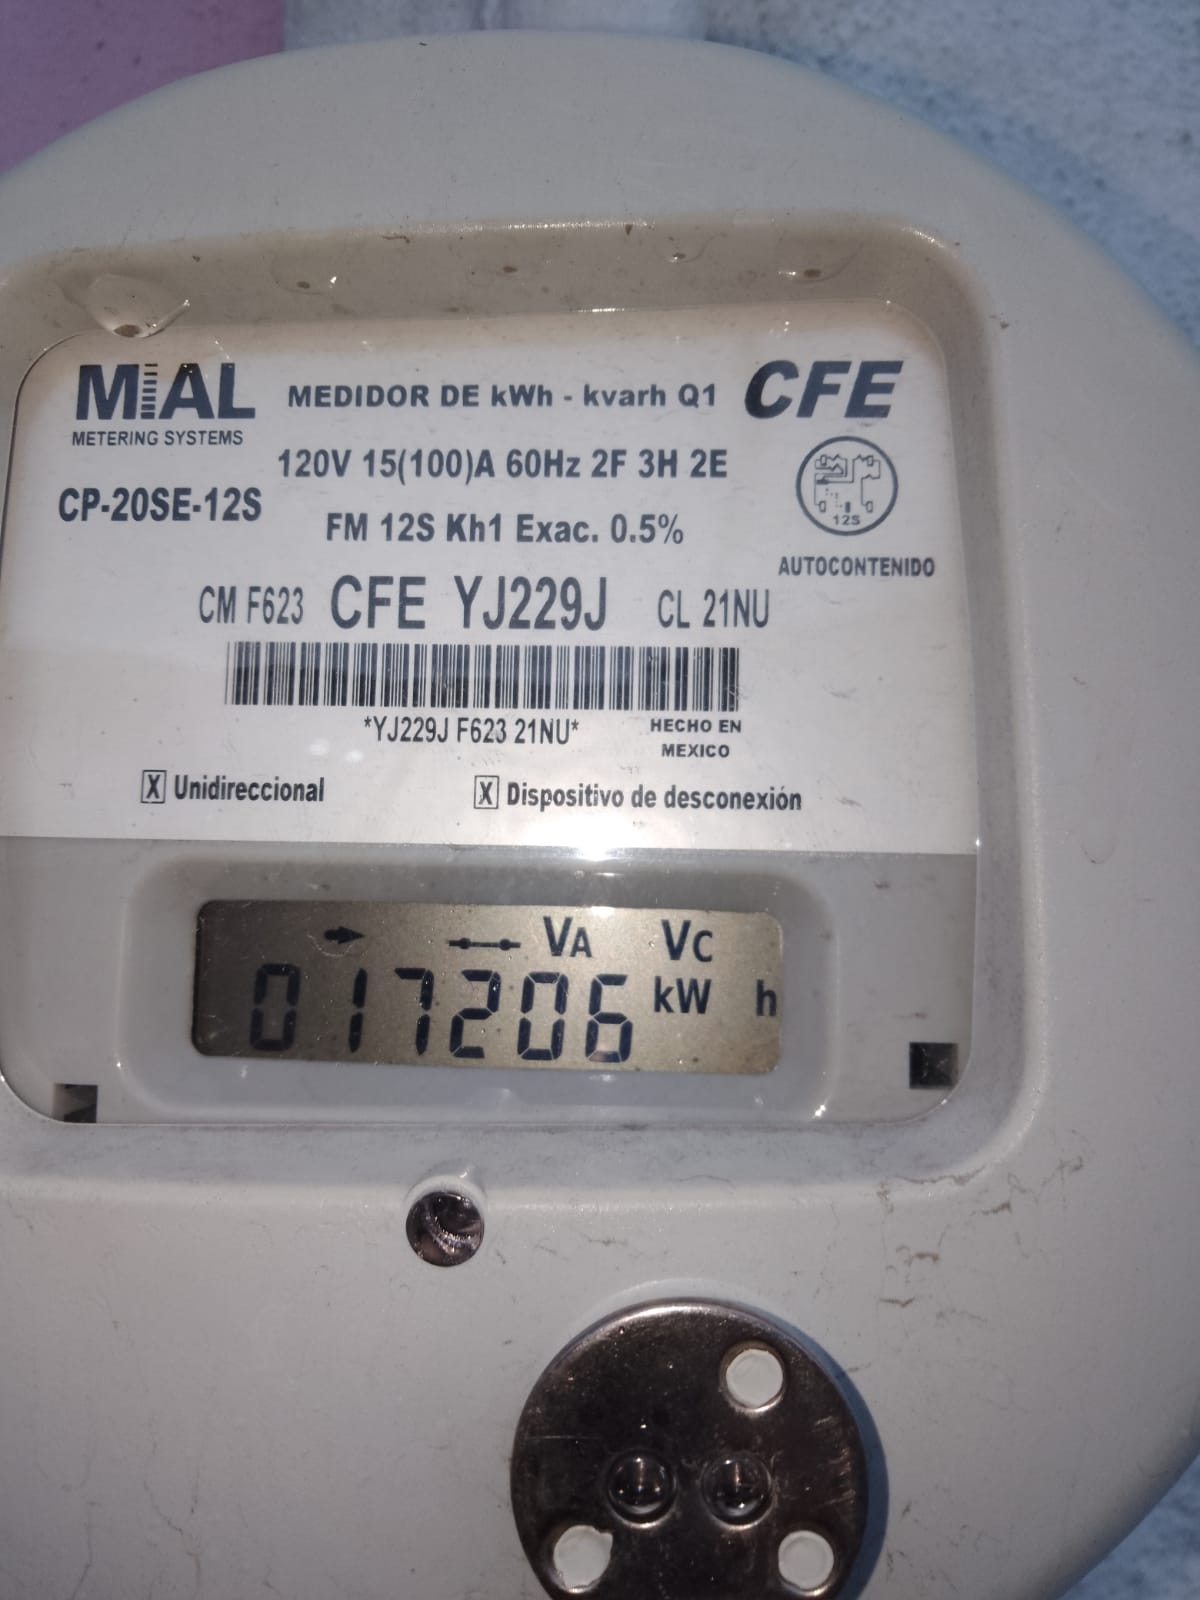 MIAL
METERING SYSTEMS
MEDIDOR DE kWh - kvarh Q1
CFE
120V 15(100)A 60Hz 2F 3H 2E
CP-20SE-12S
FM 12S Kh1 Exac. 0.5%
12S
AUTOCONTENIDO
CM F623 CFE YJ229J CL 21NU
*YJ229J F623 21NU*
HECHO EN
MEXICO
X Unidireccional
X Dispositivo de desconexión
VA VC
017206 kW h